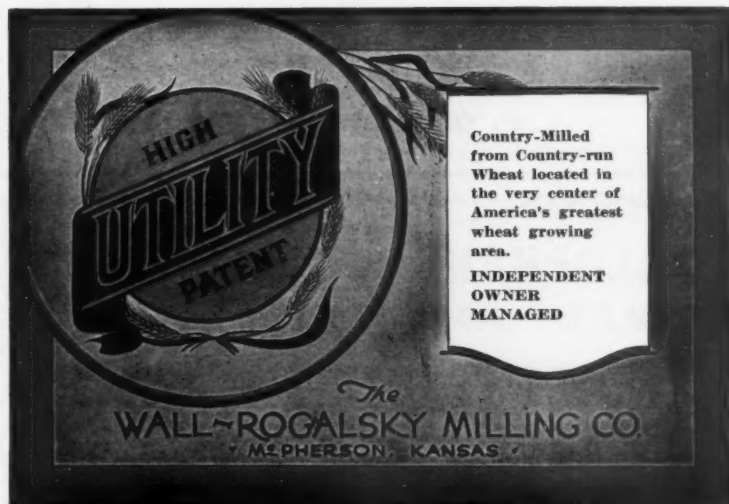 HIGH
UTILITY
PATENT
Country-Milled
from Country-run
Wheat located in
the very center of
America's greatest
wheat growing
area.
INDEPENDENT
OWNER
MANAGED
The
WALL-ROGALSKY MILLING CO.
• MCPHERSON, KANSAS •